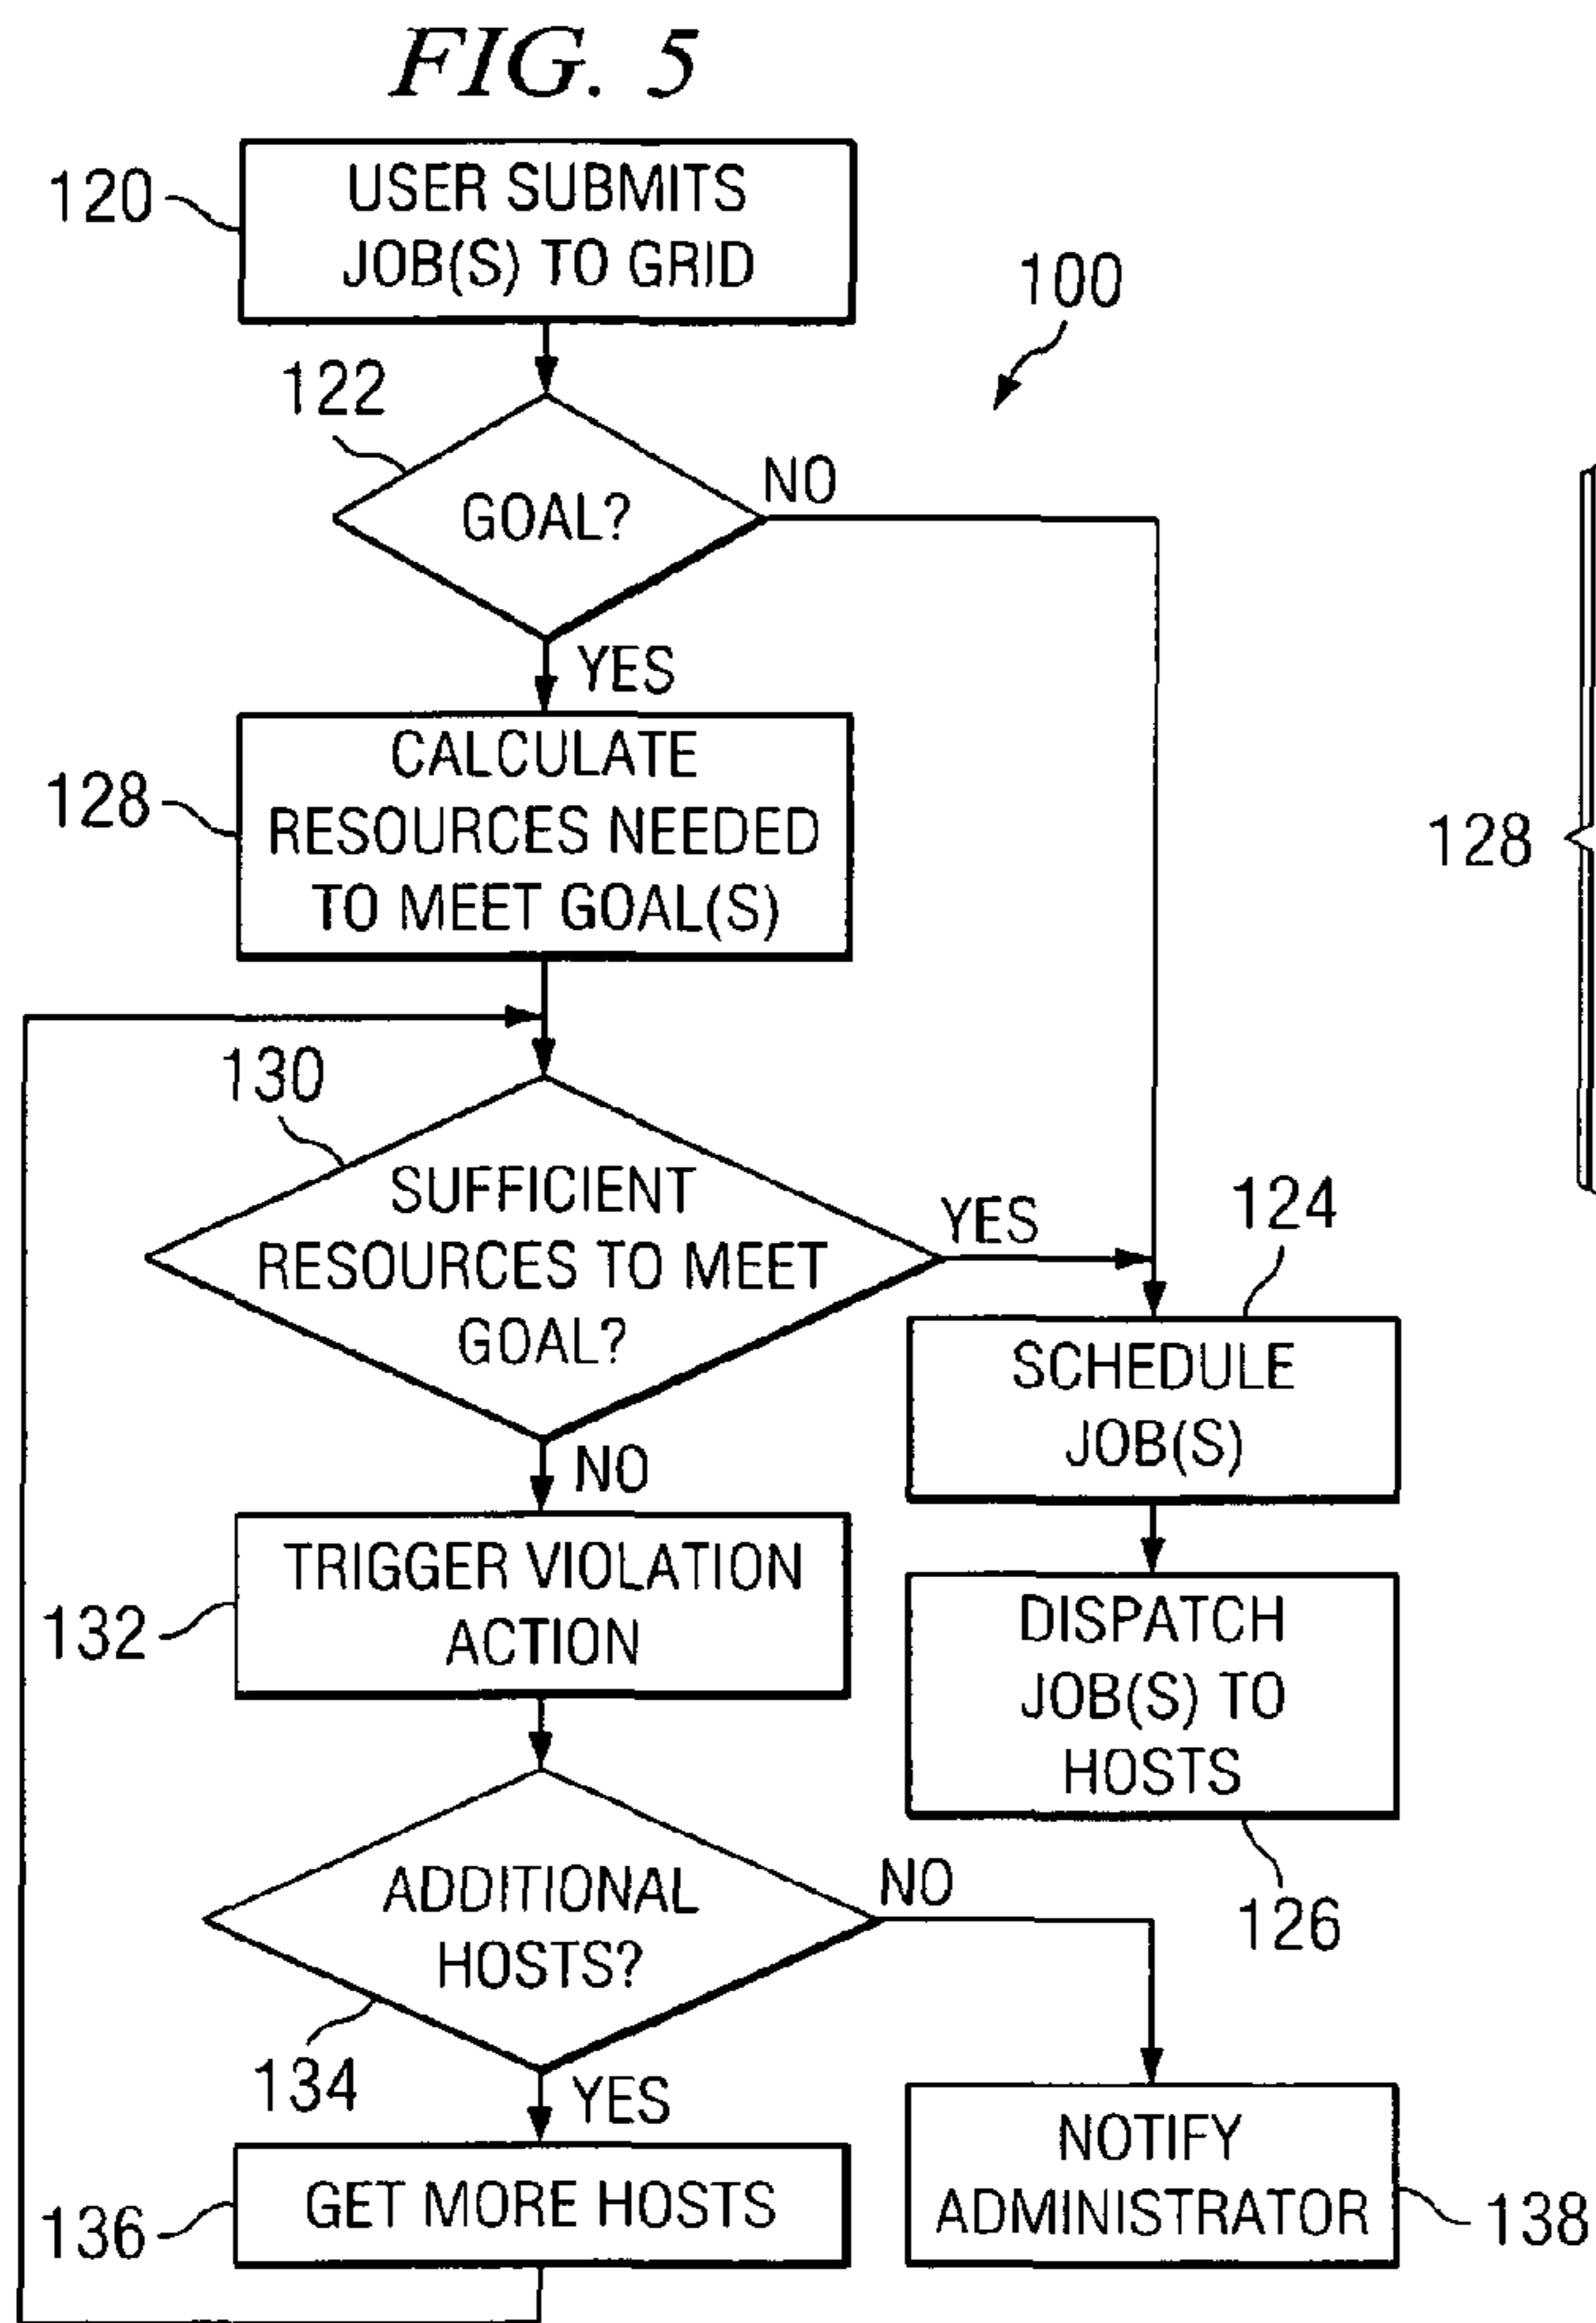 FIG. 5
120
USER SUBMITS
JOB(S) TO GRID
100
122
GOAL?
NO
YES
128
CALCULATE
RESOURCES NEEDED
TO MEET GOAL(S)
128
130
SUFFICIENT
RESOURCES TO MEET
GOAL?
YES
NO
124
SCHEDULE
JOB(S)
132
TRIGGER VIOLATION
ACTION
DISPATCH
JOB(S) TO
HOSTS
126
ADDITIONAL
HOSTS?
NO
134
YES
136
GET MORE HOSTS
NOTIFY
ADMINISTRATOR
138